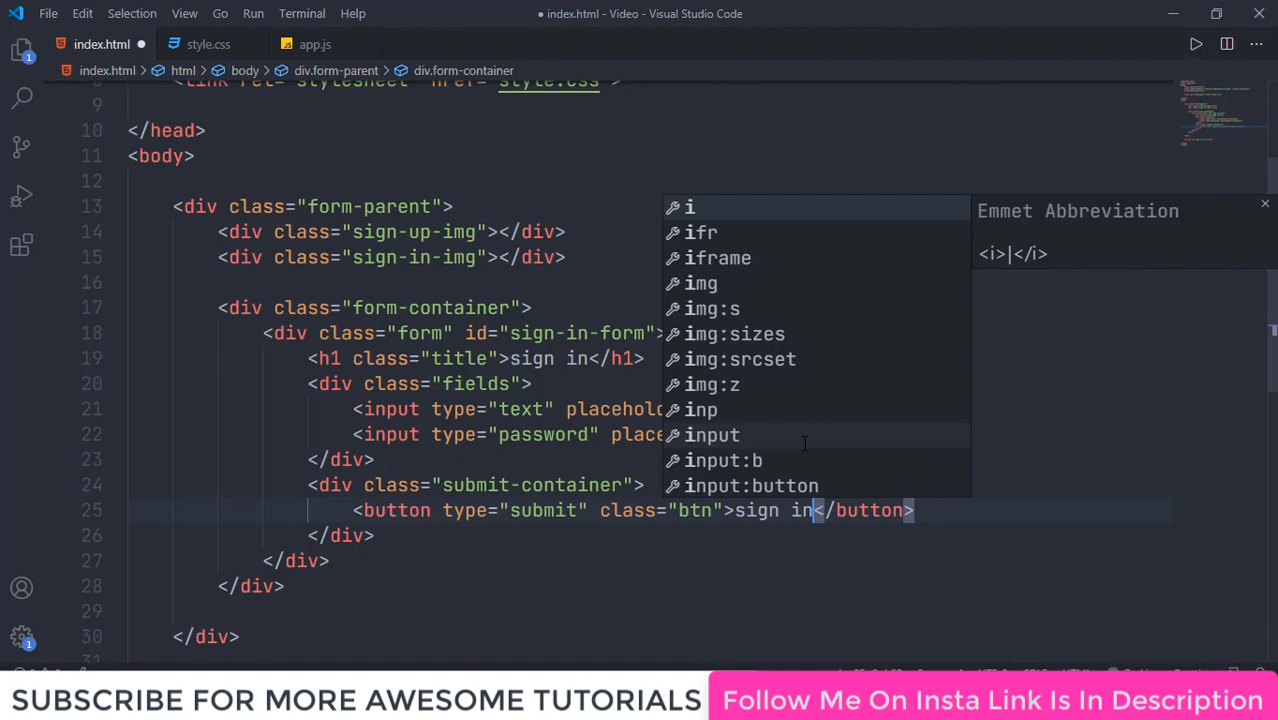 File Edit Selection View Go Run Terminal Help
● index.html - Video - Visual Studio Code
index.html ● style.css app.js
index.html > html > body > div.form-parent > div.form-container
9
10 </head>
11 <body>
12
13 <div class="form-parent">
14 <div class="sign-up-img"></div>
15 <div class="sign-in-img"></div>
16
17 <div class="form-container">
18 <div class="form" id="sign-in-form">
19 <h1 class="title">sign in</h1>
20 <div class="fields">
21 <input type="text" placehold
22 <input type="password" place
23 </div>
24 <div class="submit-container">
25 <button type="submit" class="btn">sign in</button>
26 </div>
27 </div>
28 </div>
29
30 </div>
i
ifr
iframe
img
img:s
img:sizes
img:srcset
img:z
inp
input
input:b
input:button
Emmet Abbreviation
<i>|</i>
1
1
SUBSCRIBE FOR MORE AWESOME TUTORIALS
Follow Me On Insta Link Is In Description